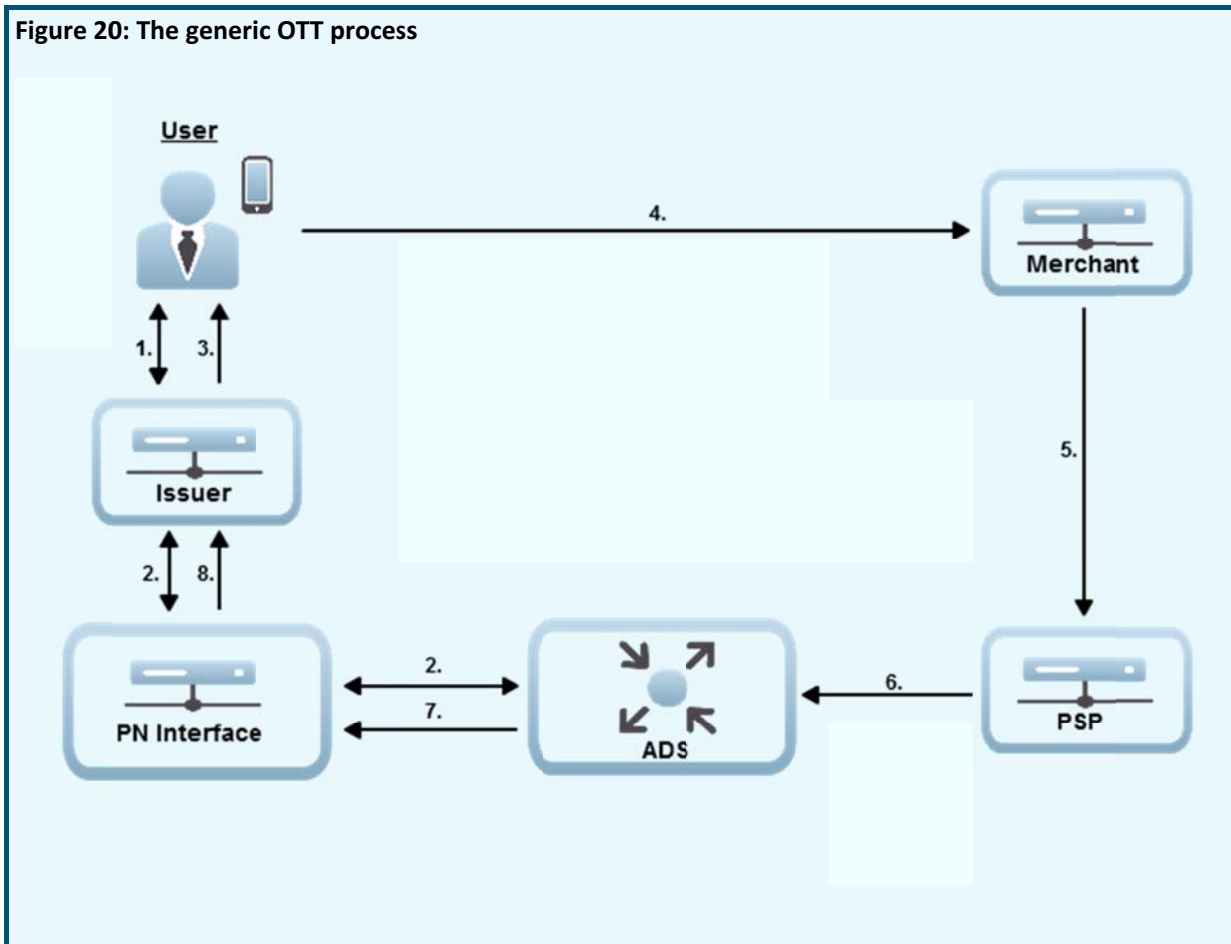 Figure 20: The generic OTT process
User
4.
Merchant
1.
3.
5.
Issuer
2.
8.
2.
6.
PN Interface
7.
ADS
PSP